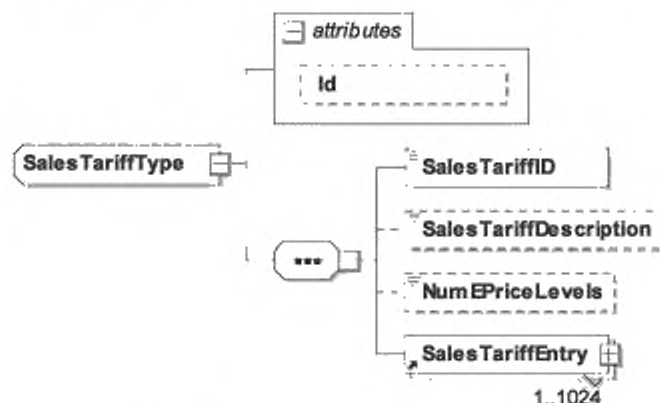 attributes
Id
SalesTariffType
SalesTariffID
SalesTariffDescription
NumEPriceLevels
SalesTariffEntry
1..1024